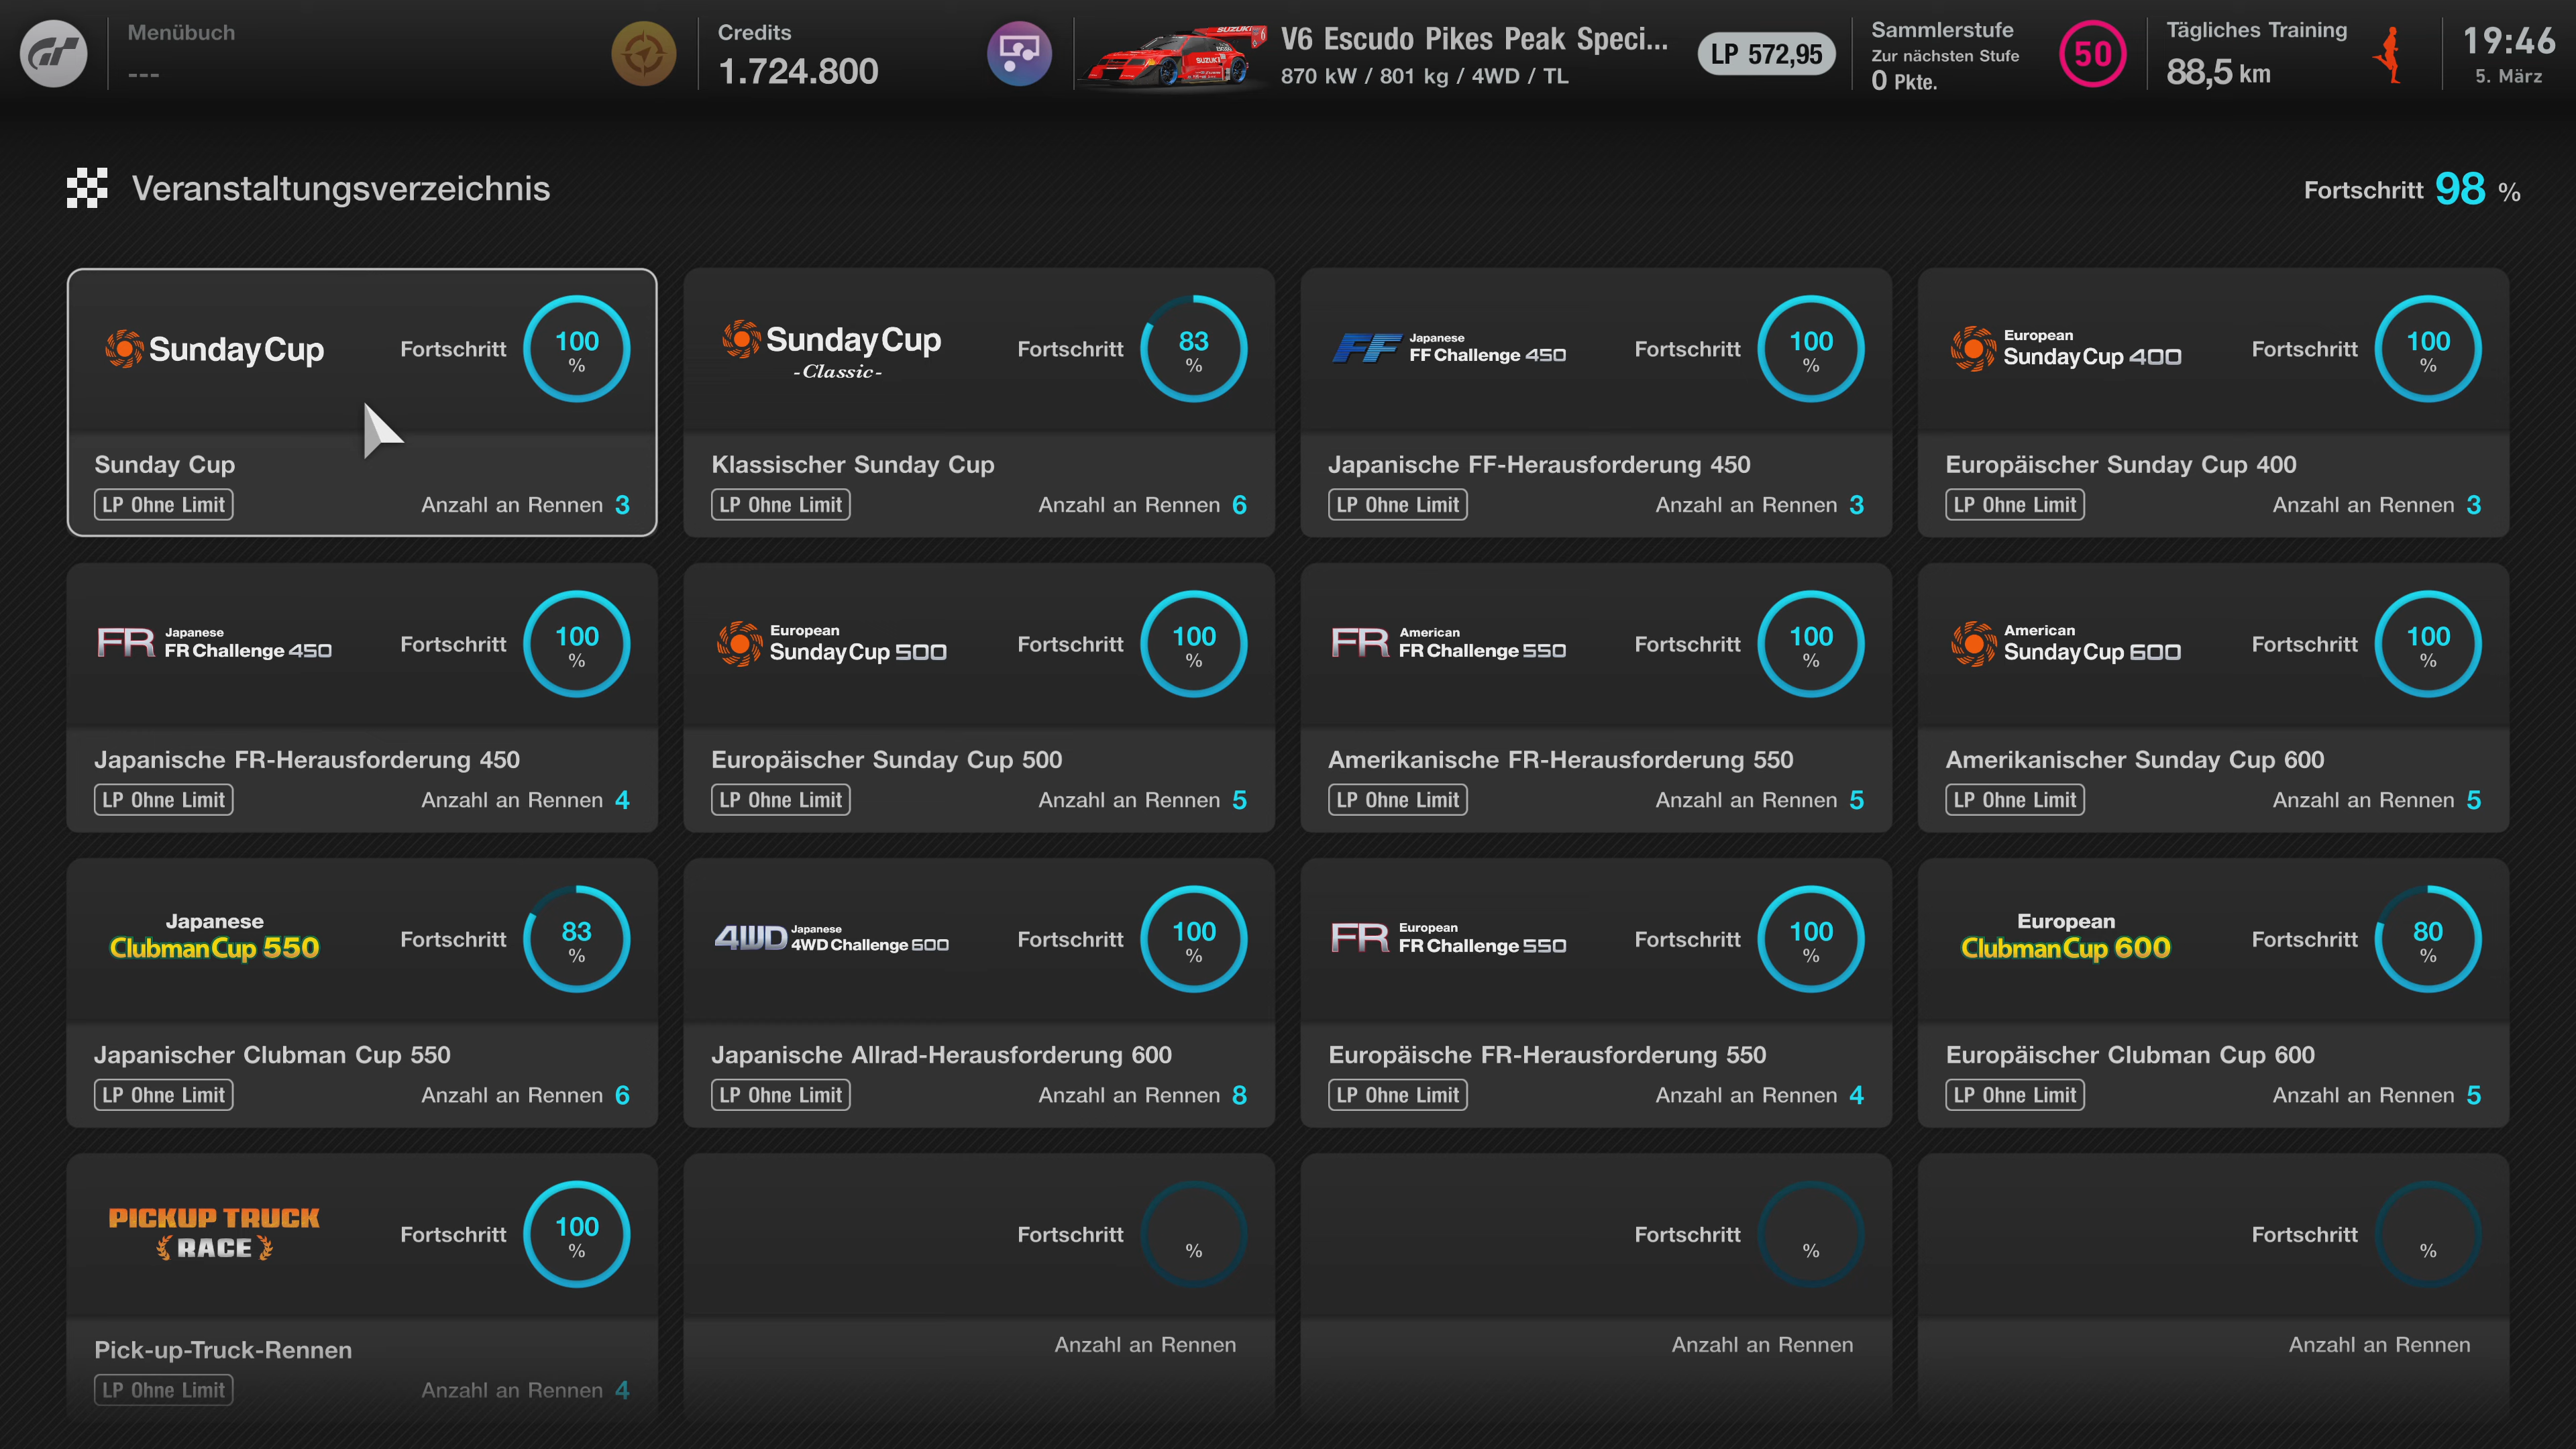 Menübuch
---
Credits
1.724.800
V6 Escudo Pikes Peak Speci...
870 kW / 801 kg / 4WD / TL
LP 572,95
Sammlerstufe
Zur nächsten Stufe
0 Pkte.
50
Tägliches Training
88,5 km
19:46
5. März
Veranstaltungsverzeichnis
Fortschritt 98 %
Sunday Cup
Fortschritt
100
%
Sunday Cup
LP Ohne Limit
Anzahl an Rennen 3
Sunday Cup
-Classic-
Fortschritt
83
%
Klassischer Sunday Cup
LP Ohne Limit
Anzahl an Rennen 6
FF Japanese
FF Challenge 450
Fortschritt
100
%
Japanische FF-Herausforderung 450
LP Ohne Limit
Anzahl an Rennen 3
European
Sunday Cup 400
Fortschritt
100
%
Europäischer Sunday Cup 400
LP Ohne Limit
Anzahl an Rennen 3
FR Japanese
FR Challenge 450
Fortschritt
100
%
Japanische FR-Herausforderung 450
LP Ohne Limit
Anzahl an Rennen 4
European
Sunday Cup 500
Fortschritt
100
%
Europäischer Sunday Cup 500
LP Ohne Limit
Anzahl an Rennen 5
FR American
FR Challenge 550
Fortschritt
100
%
Amerikanische FR-Herausforderung 550
LP Ohne Limit
Anzahl an Rennen 5
American
Sunday Cup 600
Fortschritt
100
%
Amerikanischer Sunday Cup 600
LP Ohne Limit
Anzahl an Rennen 5
Japanese
Clubman Cup 550
Fortschritt
83
%
Japanischer Clubman Cup 550
LP Ohne Limit
Anzahl an Rennen 6
4WD Japanese
4WD Challenge 600
Fortschritt
100
%
Japanische Allrad-Herausforderung 600
LP Ohne Limit
Anzahl an Rennen 8
FR European
FR Challenge 550
Fortschritt
100
%
Europäische FR-Herausforderung 550
LP Ohne Limit
Anzahl an Rennen 4
European
Clubman Cup 600
Fortschritt
80
%
Europäischer Clubman Cup 600
LP Ohne Limit
Anzahl an Rennen 5
PICKUP TRUCK
RACE
Fortschritt
100
%
Pick-up-Truck-Rennen
LP Ohne Limit
Anzahl an Rennen 4
Fortschritt
%
Anzahl an Rennen
Fortschritt
%
Anzahl an Rennen
Fortschritt
%
Anzahl an Rennen